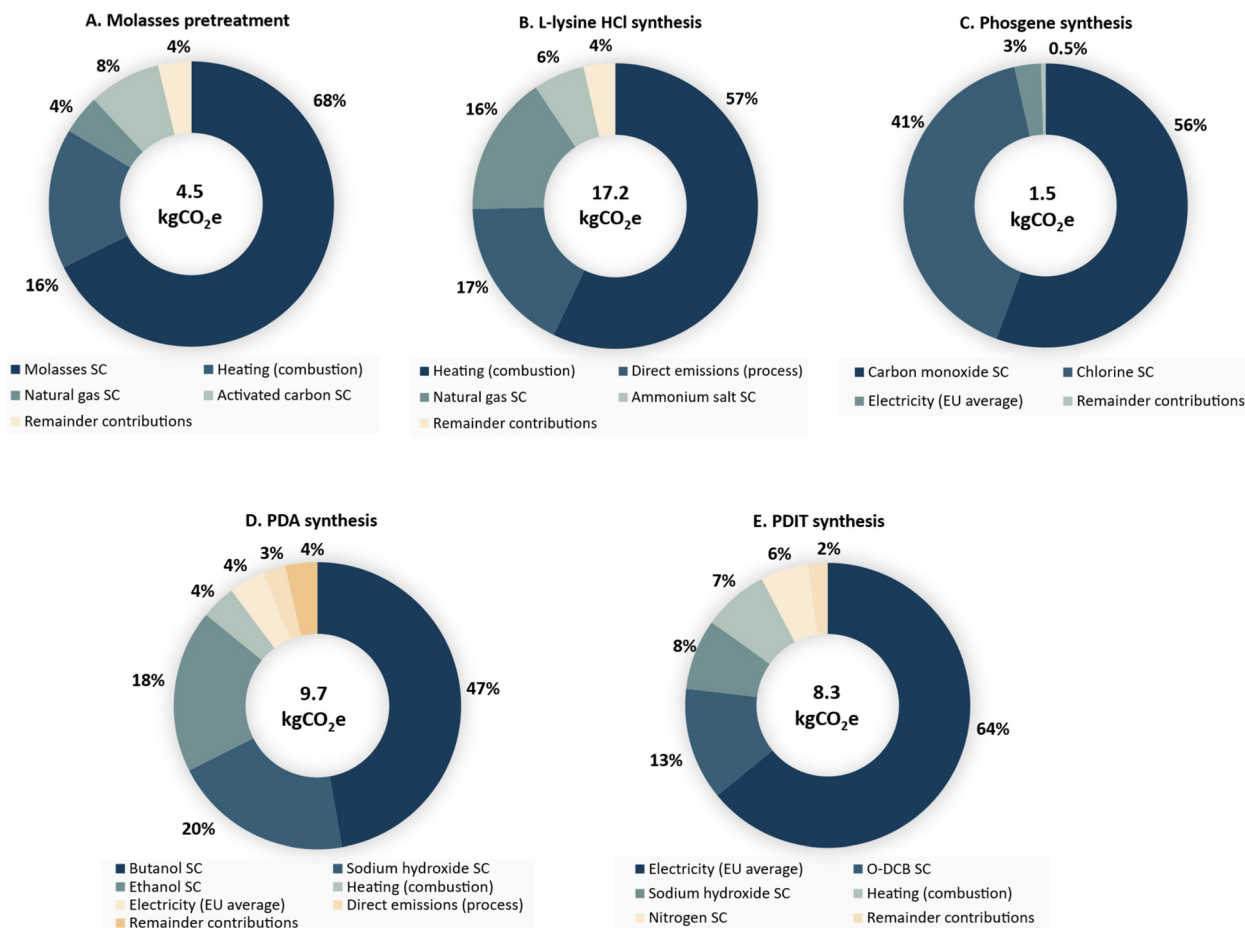 A. Molasses pretreatment
4%
8%
4%
68%
16%
4.5
kgCO₂e
Molasses SC
Heating (combustion)
Natural gas SC
Activated carbon SC
Remainder contributions
B. L-lysine HCl synthesis
4%
6%
16%
57%
17%
17.2
kgCO₂e
Heating (combustion)
Direct emissions (process)
Natural gas SC
Ammonium salt SC
Remainder contributions
C. Phosgene synthesis
3%
0.5%
41%
56%
1.5
kgCO₂e
Carbon monoxide SC
Chlorine SC
Electricity (EU average)
Remainder contributions
D. PDA synthesis
4%
3%
4%
4%
18%
47%
20%
9.7
kgCO₂e
Butanol SC
Sodium hydroxide SC
Ethanol SC
Heating (combustion)
Electricity (EU average)
Direct emissions (process)
Remainder contributions
E. PDIT synthesis
2%
6%
7%
8%
13%
64%
8.3
kgCO₂e
Electricity (EU average)
O-DCB SC
Sodium hydroxide SC
Heating (combustion)
Nitrogen SC
Remainder contributions